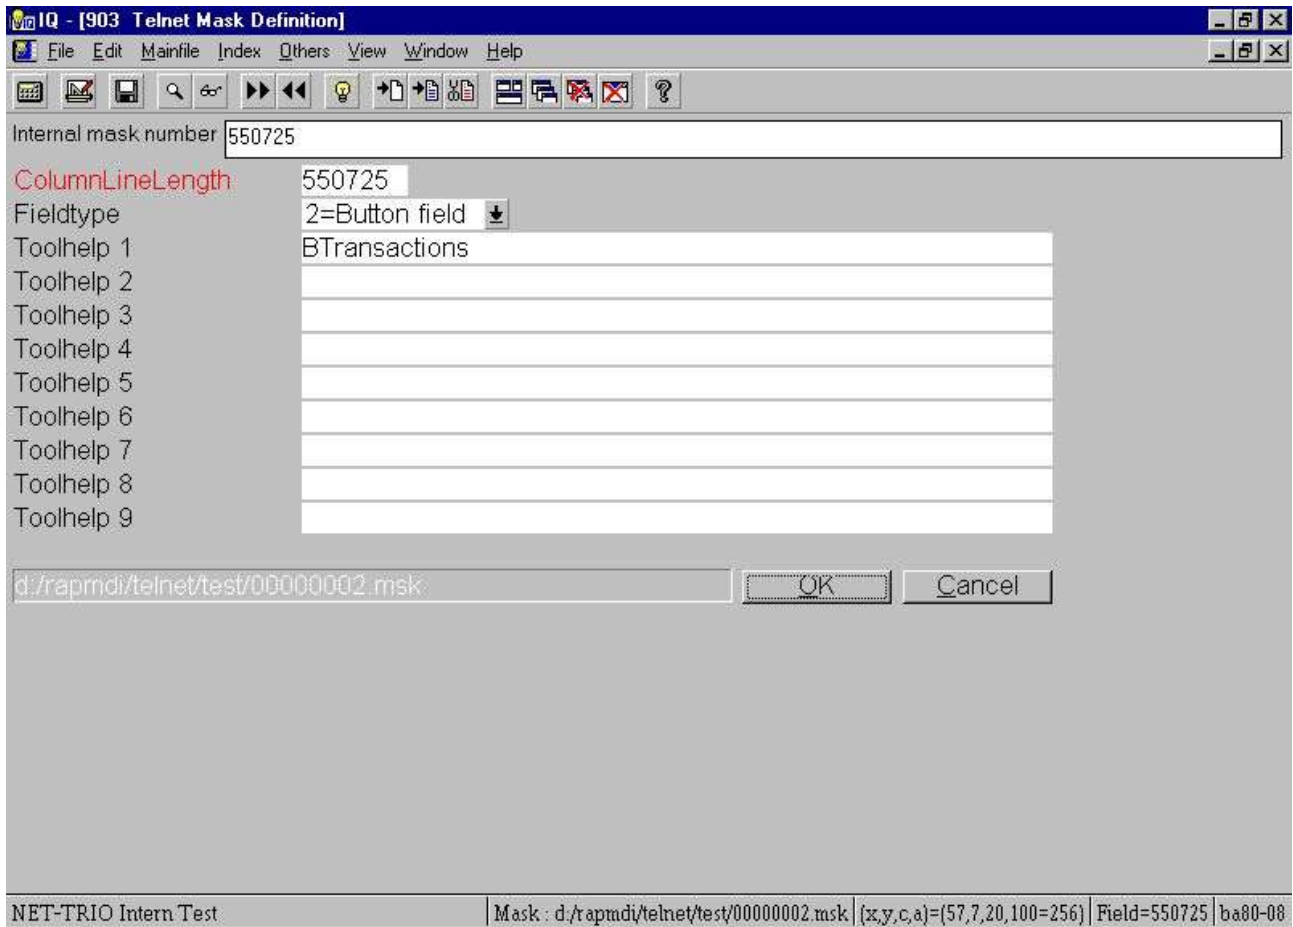 IQ - [903 Telnet Mask Definition]
File Edit Mainfile Index Others View Window Help
Internal mask number 550725
ColumnLineLength 550725
Fieldtype 2=Button field
Toolhelp 1 BTransactions
Toolhelp 2
Toolhelp 3
Toolhelp 4
Toolhelp 5
Toolhelp 6
Toolhelp 7
Toolhelp 8
Toolhelp 9
d:/rapmdi/telnet/test/00000002.msk OK Cancel
NET-TRIO Intern Test Mask : d:/rapmdi/telnet/test/00000002.msk (x,y,c,a)=(57,7,20,100=256) Field=550725 ba80-08